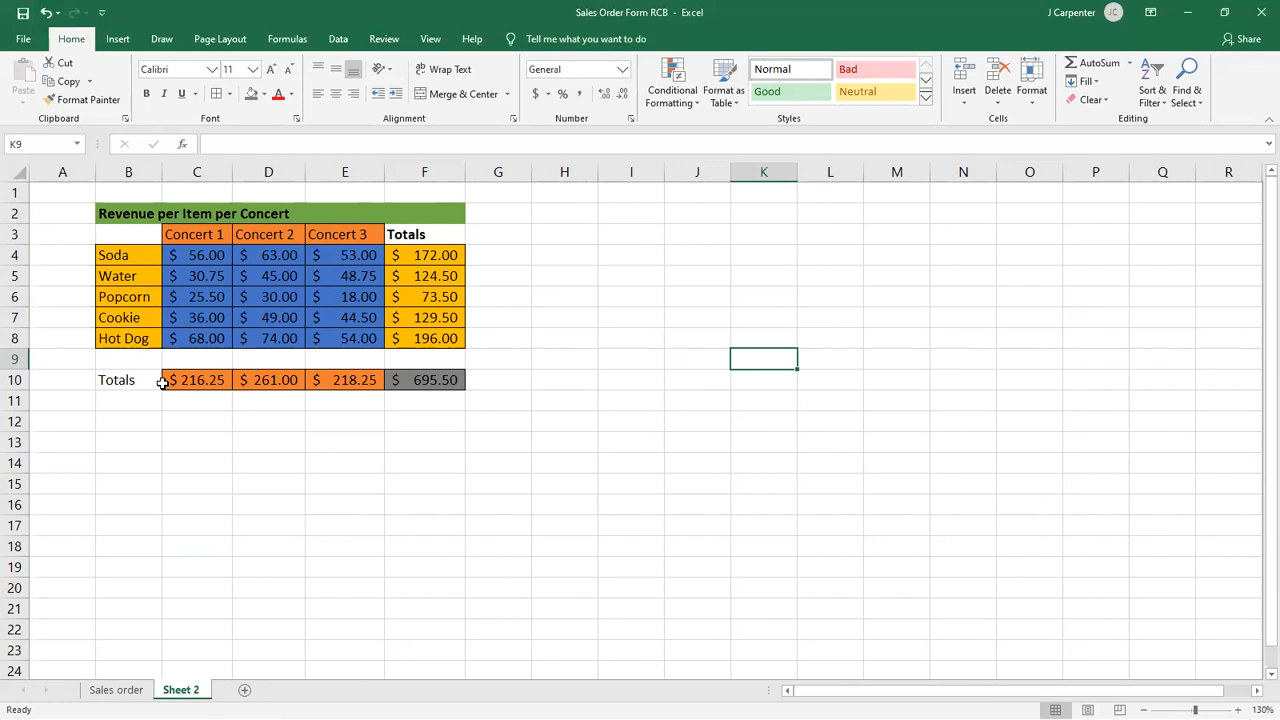 Sales Order Form RCB - Excel
J Carpenter JC
File Home Insert Draw Page Layout Formulas Data Review View Help Tell me what you want to do Share
Paste
Cut
Copy
Format Painter
Clipboard
Calibri 11
B I U
Font
Wrap Text
Merge & Center
Alignment
General
$ % ,
Number
Conditional Formatting
Format as Table
Normal Bad
Good Neutral
Styles
Insert Delete Format
Cells
AutoSum
Fill
Clear
Sort & Filter
Find & Select
Editing
K9 fx
A B C D E F G H I J K L M N O P Q R
1
2 Revenue per Item per Concert
3 Concert 1 Concert 2 Concert 3 Totals
4 Soda $ 56.00 $ 63.00 $ 53.00 $ 172.00
5 Water $ 30.75 $ 45.00 $ 48.75 $ 124.50
6 Popcorn $ 25.50 $ 30.00 $ 18.00 $ 73.50
7 Cookie $ 36.00 $ 49.00 $ 44.50 $ 129.50
8 Hot Dog $ 68.00 $ 74.00 $ 54.00 $ 196.00
9
10 Totals $ 216.25 $ 261.00 $ 218.25 $ 695.50
11
12
13
14
15
16
17
18
19
20
21
22
23
24
Sales order Sheet 2
Ready 130%